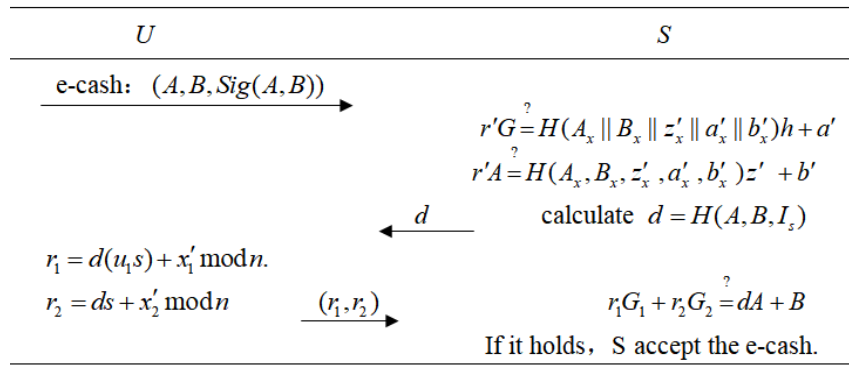 U S
e-cash: (A, B, Sig(A, B))
r'G ?= H(A_x || B_x || z'_x || a'_x || b'_x)h + a'
r'A ?= H(A_x, B_x, z'_x , a'_x , b'_x )z' + b'
d calculate d = H(A, B, I_s)
r_1 = d(u_1s) + x'_1 mod n.
r_2 = ds + x'_2 mod n (r_1, r_2) r_1G_1 + r_2G_2 ?= dA + B
If it holds, S accept the e-cash.